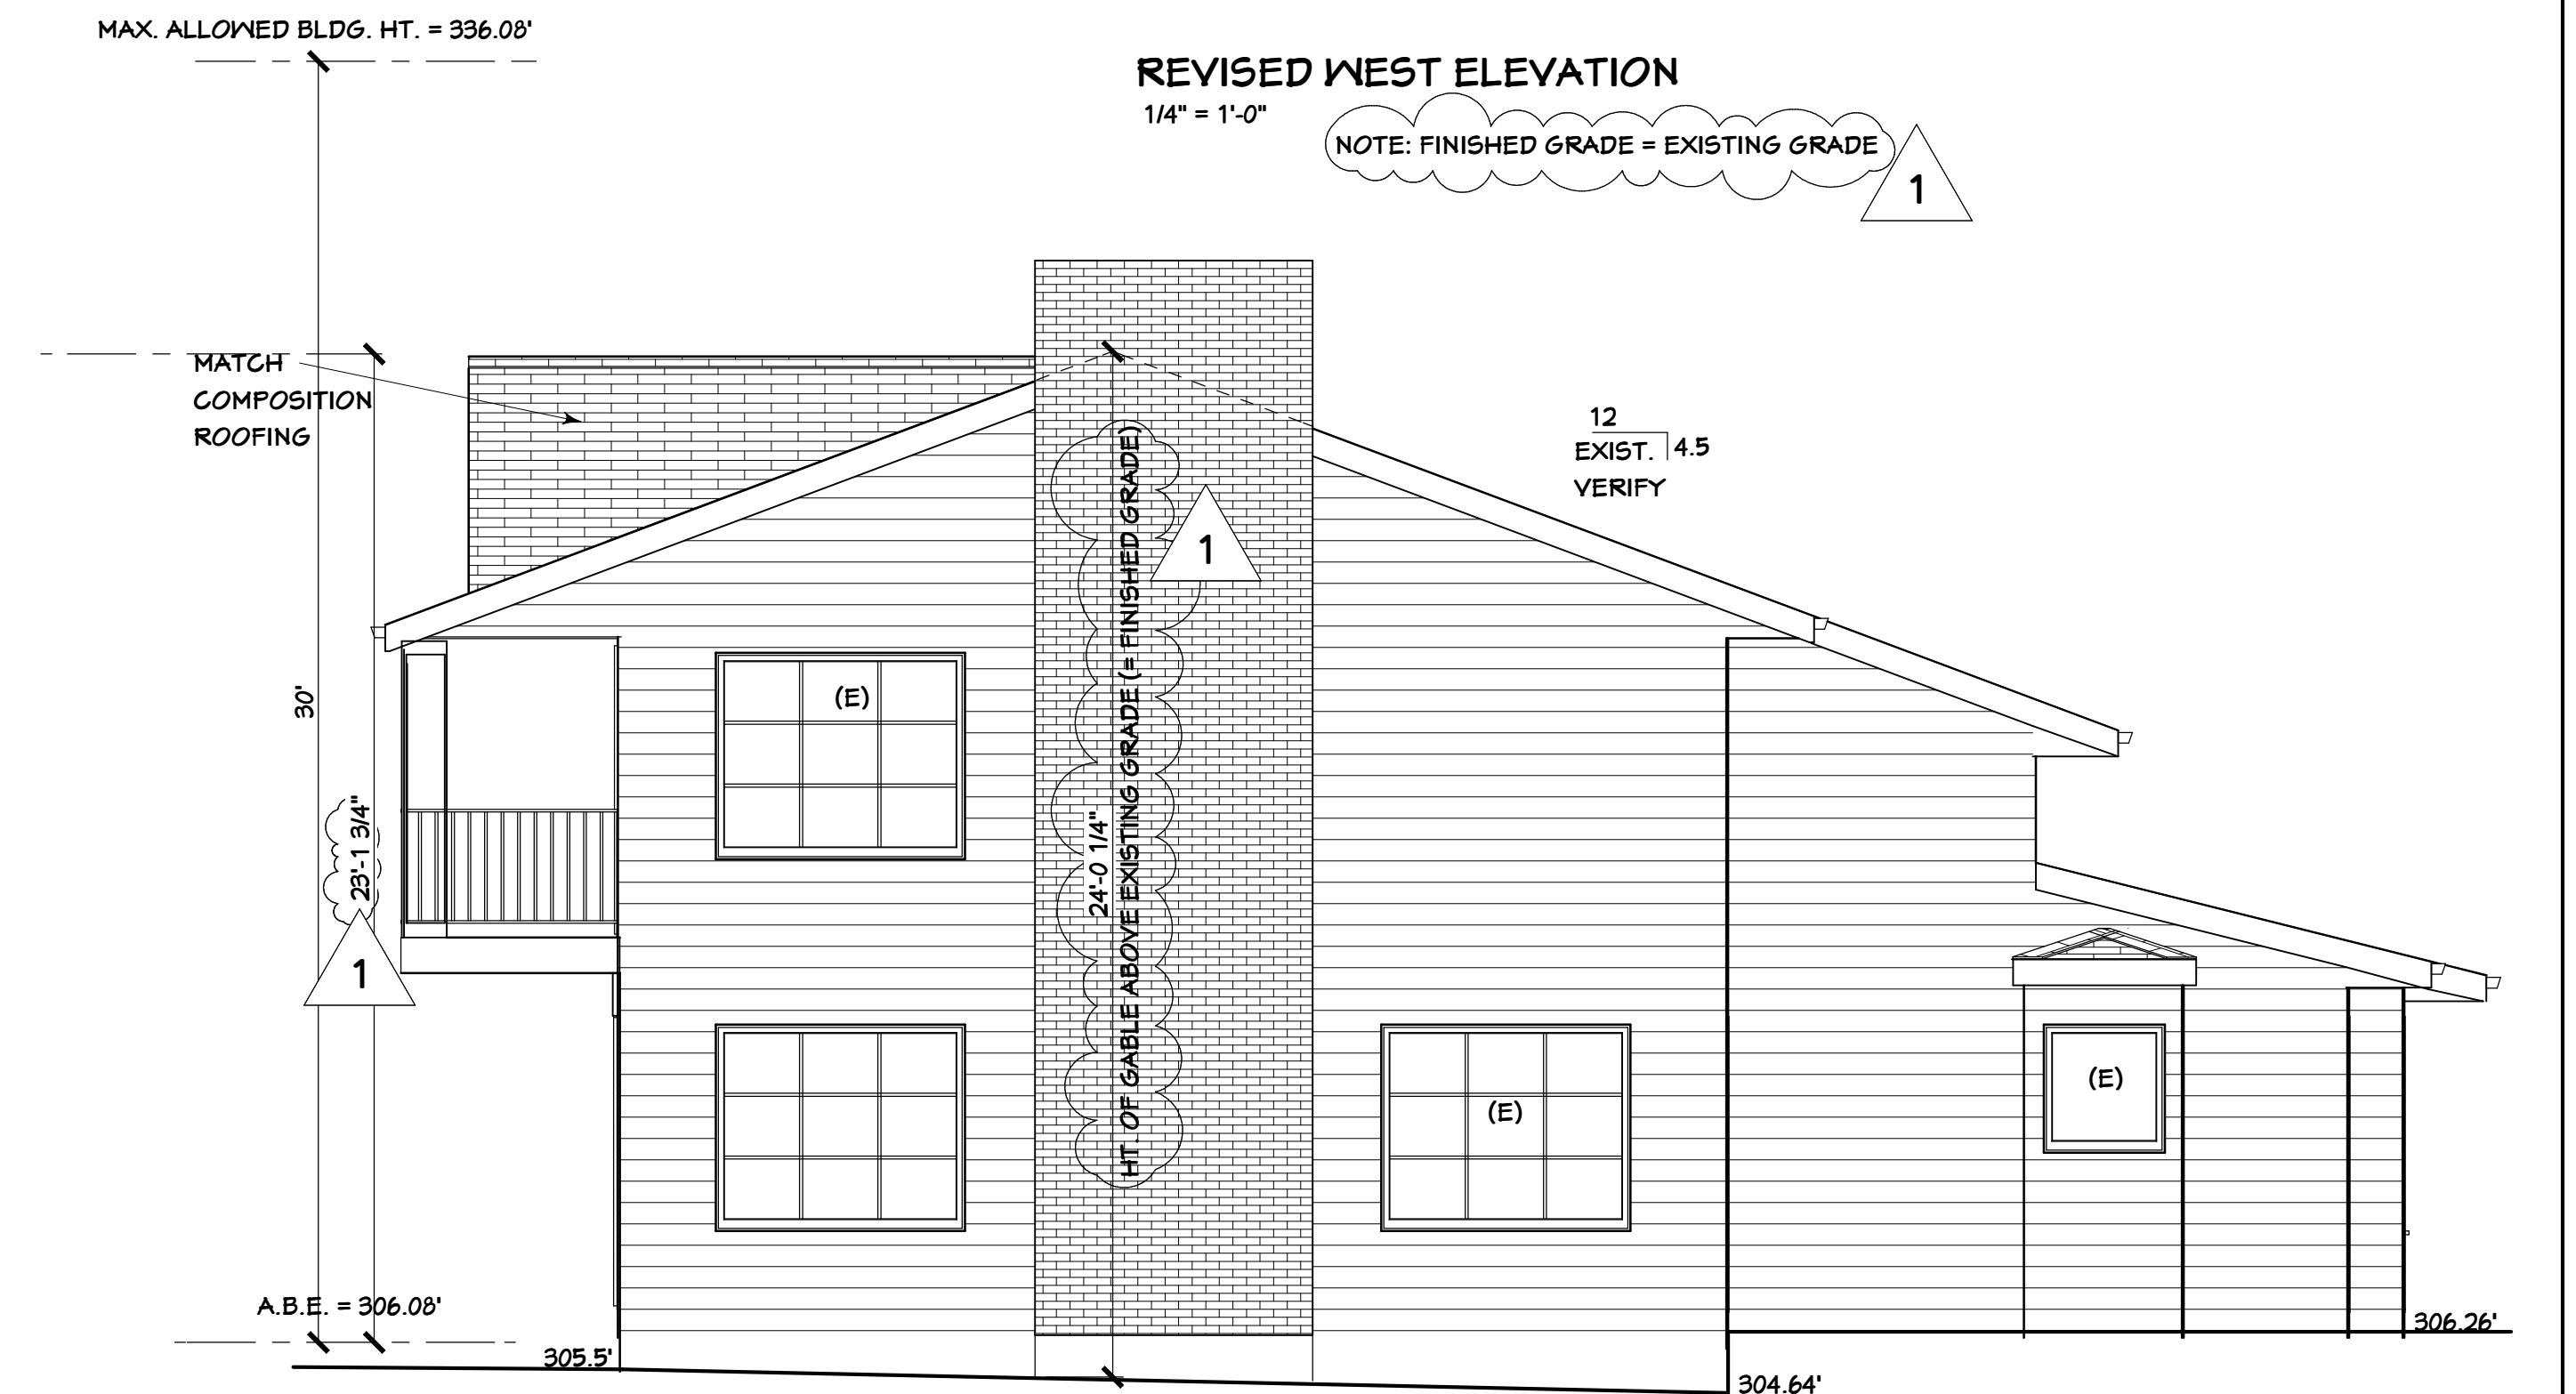 MAX. ALLOWED BLDG. HT. = 336.08'
REVISED WEST ELEVATION
1/4" = 1'-0"
NOTE: FINISHED GRADE = EXISTING GRADE
1
MATCH
COMPOSITION
ROOFING
12
EXIST.
4.5
VERIFY
HT. OF GABLE ABOVE EXISTING GRADE (= FINISHED GRADE)
1
24'-0 1/4"
30'
23'-1 3/4"
1
(E)
(E)
(E)
A.B.E. = 306.08'
305.5'
304.64'
306.26'